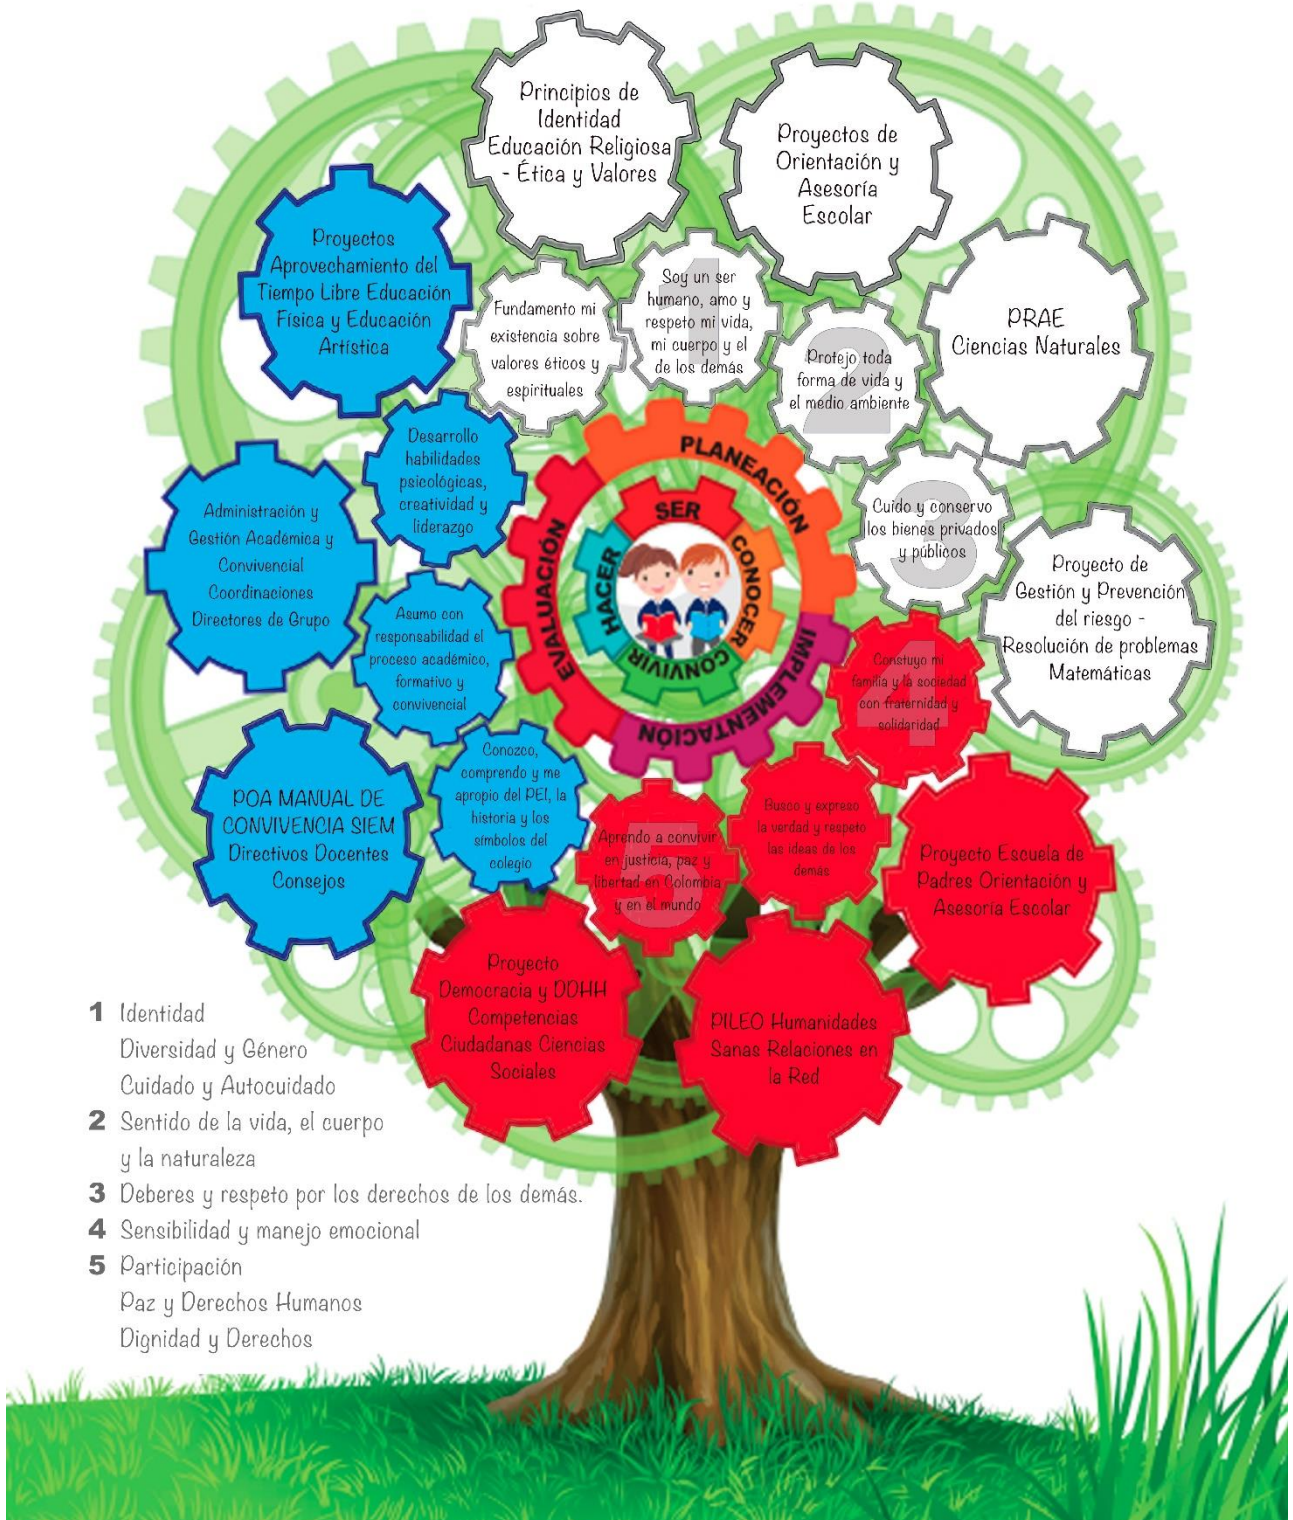 Principios de
Identidad
Educación Religiosa
- Ética y Valores
Proyectos de
Orientación y
Asesoría
Escolar
PRAE
Ciencias Naturales
Proyecto de
Gestión y Prevención
del riesgo -
Resolución de problemas
Matemáticas
Proyecto Escuela de
Padres Orientación y
Asesoría Escolar
PILEO Humanidades
Sanas Relaciones en
la Red
Proyecto
Democracia y DDHH
Competencias
Ciudadanas Ciencias
Sociales
POA MANUAL DE
CONVIVENCIA SIEM
Directivos Docentes
Consejos
Administración y
Gestión Académica y
Convivencial
Coordinaciones
Directores de Grupo
Proyectos
Aprovechamiento del
Tiempo Libre Educación
Física y Educación
Artística
Fundamento mi
existencia sobre
valores éticos y
espirituales
1
Soy un ser
humano, amo y
respeto mi vida,
mi cuerpo y el
de los demás
2
Protejo toda
forma de vida y
el medio ambiente
3
Cuido y conservo
los bienes privados
y públicos
4
Constuyo mi
familia y la sociedad
con fraternidad y
solidaridad
Busco y expreso
la verdad y respeto
las ideas de los
demás
5
Aprendo a convivir
en justicia, paz y
libertad en Colombia
y en el mundo
Conozco,
comprendo y me
apropio del PEI, la
historia y los
símbolos del
colegio
Asumo con
responsabilidad el
proceso académico,
formativo y
convivencial
Desarrollo
habilidades
psicológicas,
creatividad y
liderazgo
PLANEACIÓN
IMPLEMENTACIÓN
EVALUACIÓN
SER
CONOCER
CONVIVIR
HACER
1 Identidad
Diversidad y Género
Cuidado y Autocuidado
2 Sentido de la vida, el cuerpo
y la naturaleza
3 Deberes y respeto por los derechos de los demás.
4 Sensibilidad y manejo emocional
5 Participación
Paz y Derechos Humanos
Dignidad y Derechos